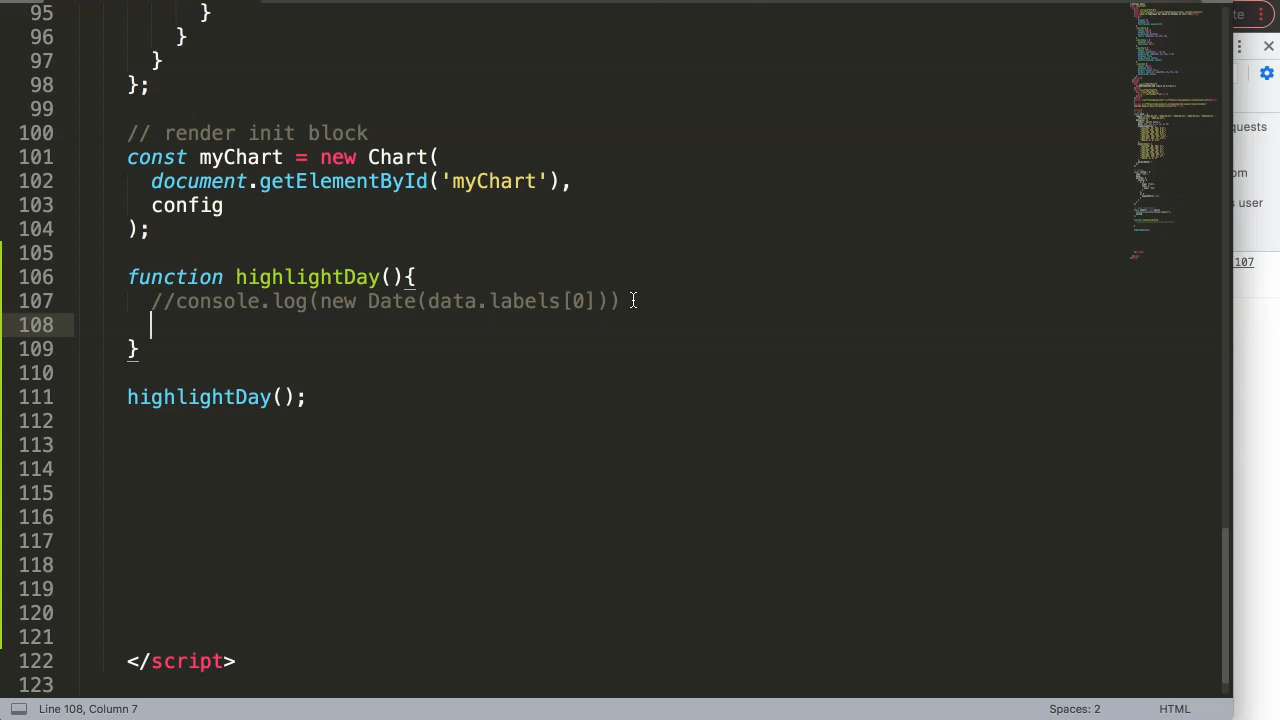 95 }
96 }
97 }
98 };
99
100 // render init block
101 const myChart = new Chart(
102 document.getElementById('myChart'),
103 config
104 );
105
106 function highlightDay(){
107 //console.log(new Date(data.labels[0]))
108
109 }
110
111 highlightDay();
112
113
114
115
116
117
118
119
120
121
122 </script>
123
te
quests
om
s user
107
Line 108, Column 7
Spaces: 2
HTML